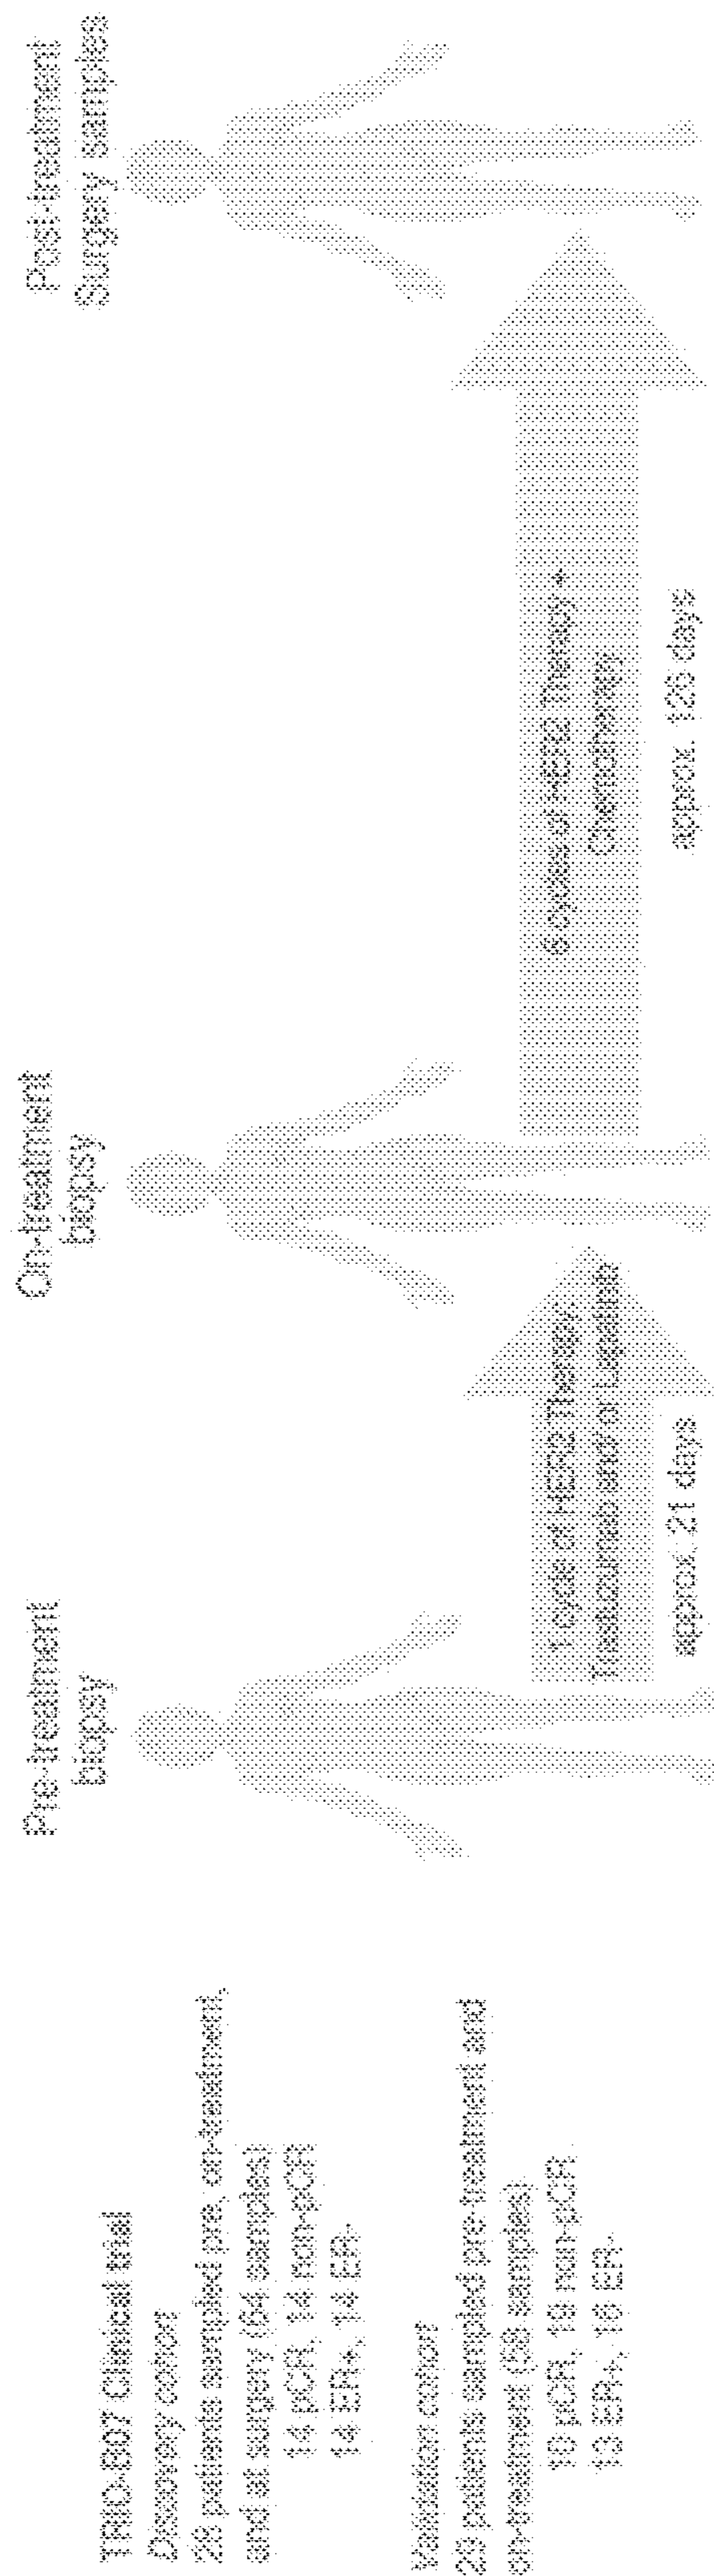 TRIO-B07 Clinical trial
Discovery cohort
28 patients sampled pre, on-treatment,
and at surgery (84 samples)
14 pCR, 14 non-pCR
14 ER+, 14 ER-
Validation cohort
29 patients sampled pre-treatment and
on-treatment (58 samples)
10 pCR, 19 non-pCR
13 ER+, 16 ER-
Pre-treatment
biopsy
1 cycle of HER2 Therapy:
Trastuzumab and/or Lapatinib
approx. 21 days
On-treatment
biopsy
6 cycles of HER2 Therapy +
Chemotherapy
approx. days
Post-treatment
Surgery samples